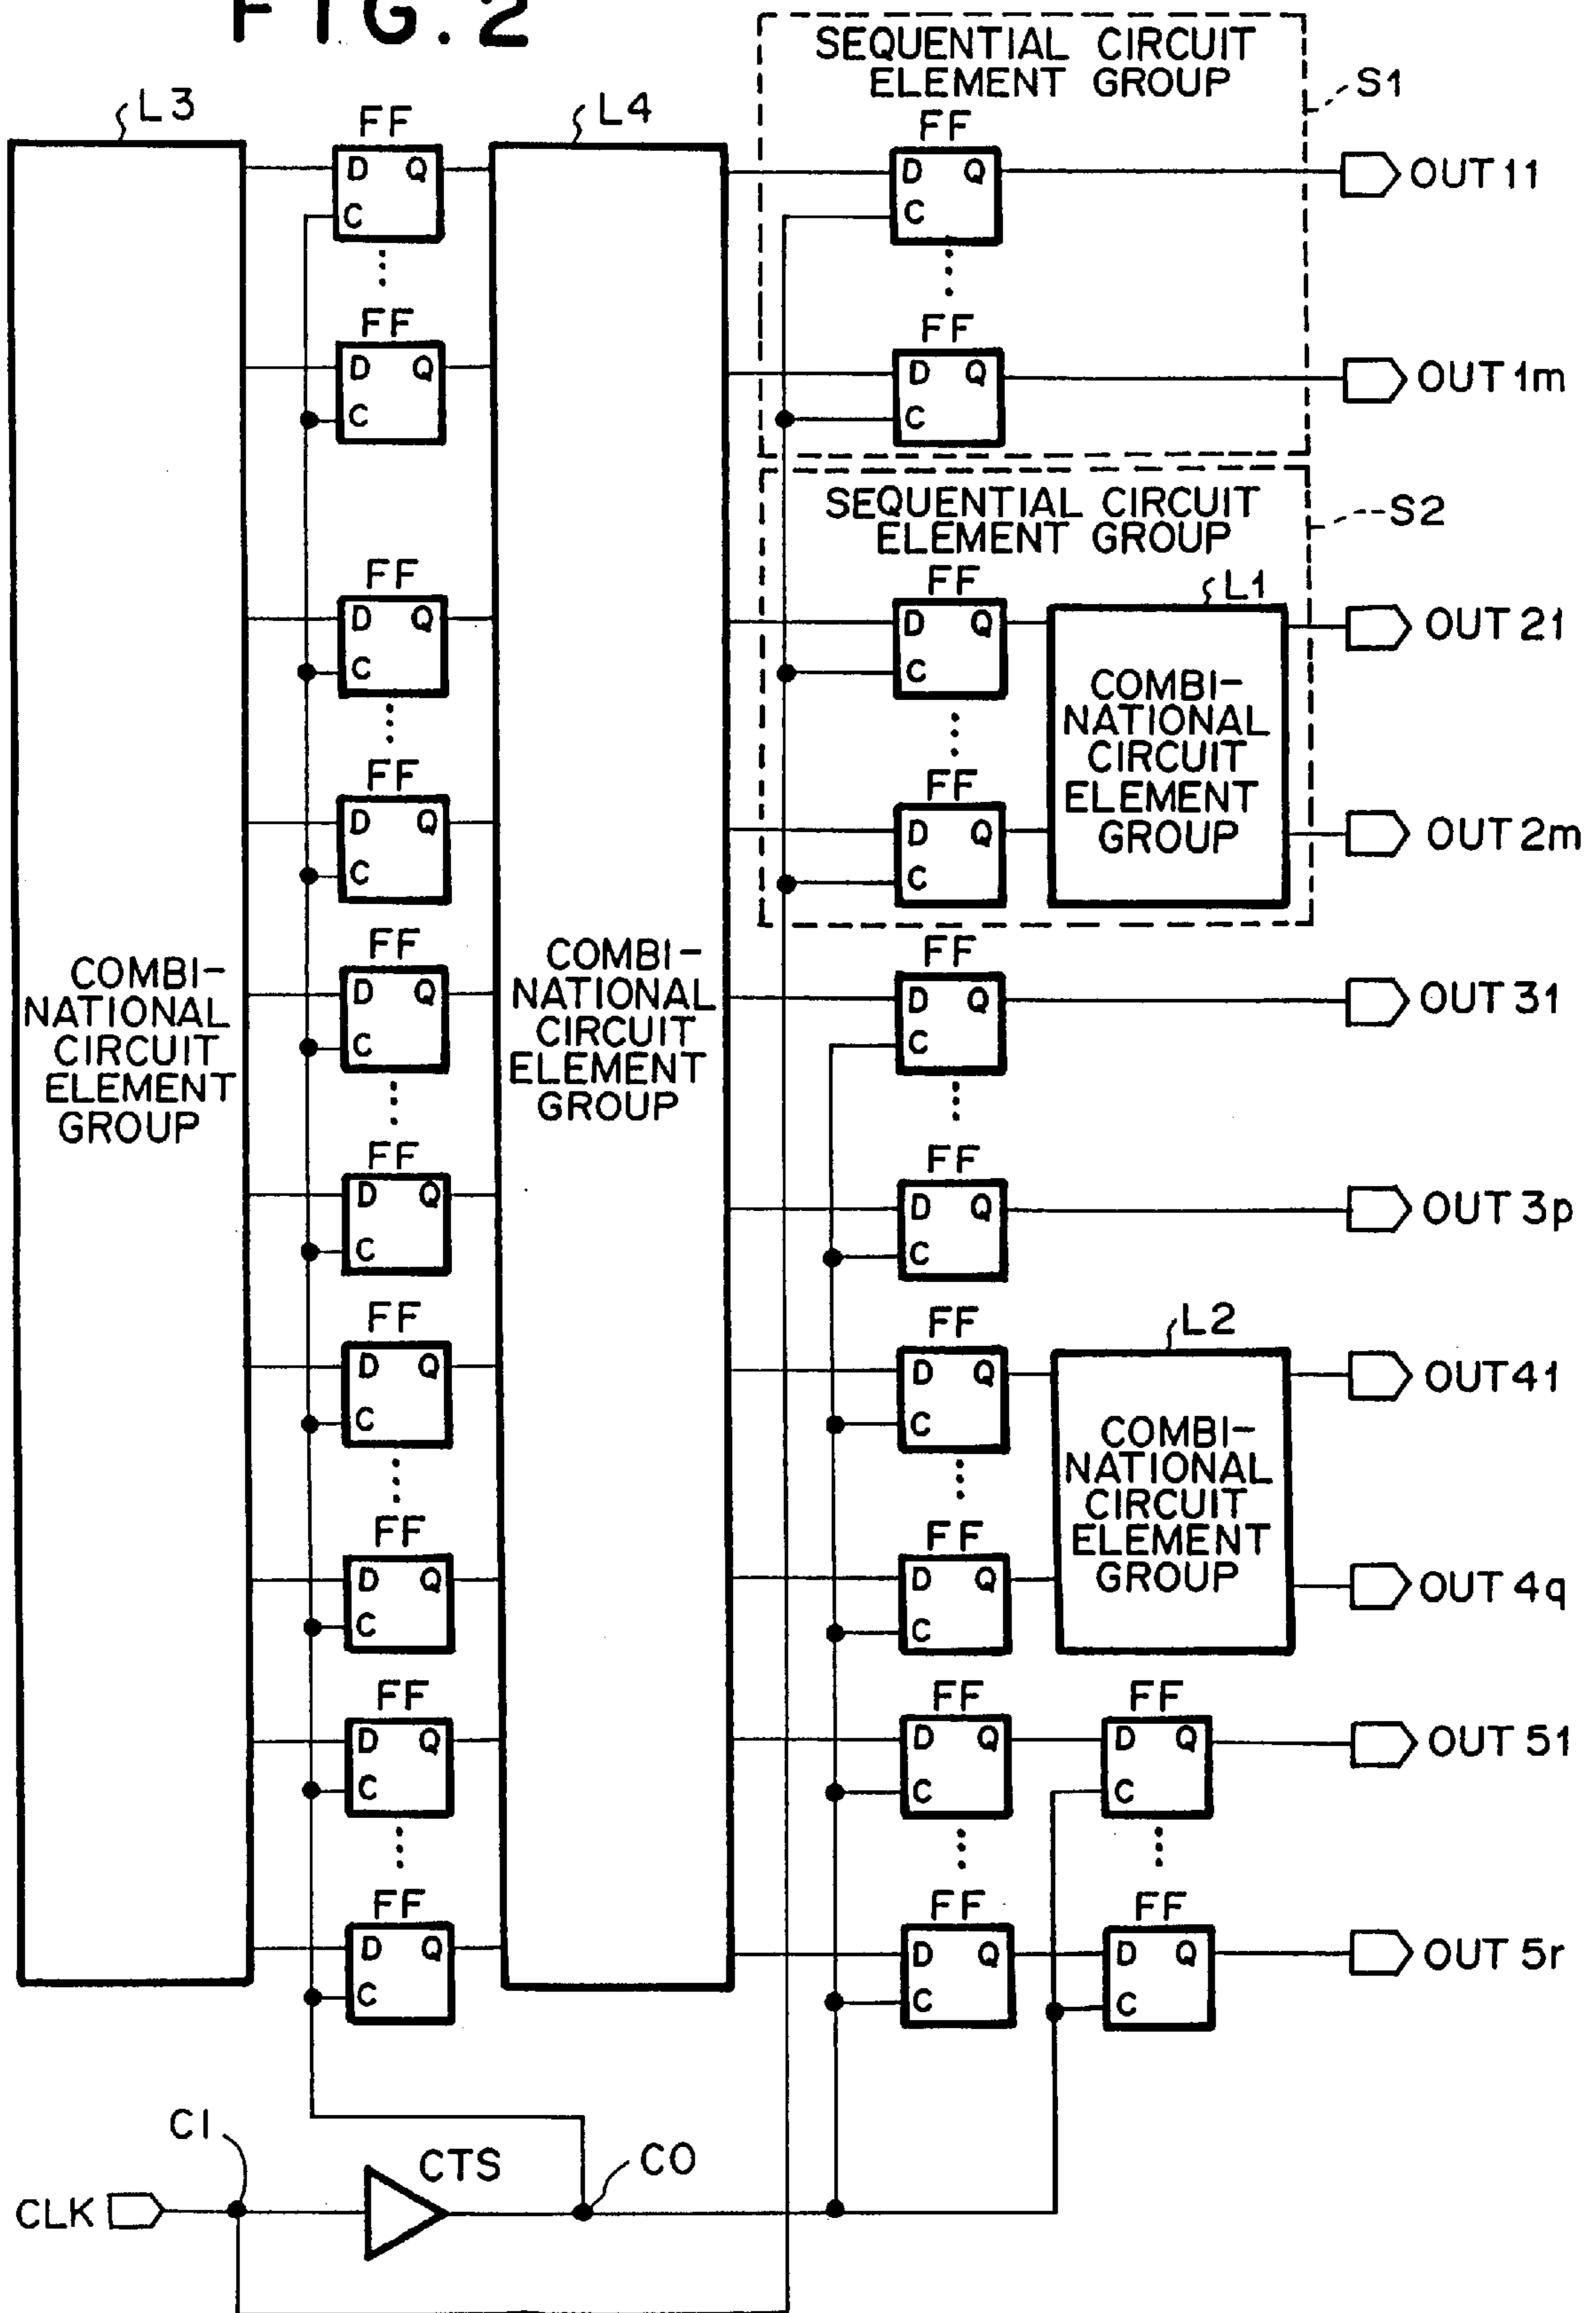 FIG.2
SEQUENTIAL CIRCUIT
ELEMENT GROUP
S1
L3
FF
L4
FF
D Q
C
D Q
C
OUT 11
FF
D Q
C
FF
D Q
C
OUT 1m
SEQUENTIAL CIRCUIT
ELEMENT GROUP
S2
FF
D Q
C
FF
D Q
C
L1
OUT 21
COMBI-
NATIONAL
CIRCUIT
ELEMENT
GROUP
FF
D Q
C
FF
D Q
C
OUT 2m
COMBI-
NATIONAL
CIRCUIT
ELEMENT
GROUP
FF
D Q
C
COMBI-
NATIONAL
CIRCUIT
ELEMENT
GROUP
FF
D Q
C
OUT 31
FF
D Q
C
FF
D Q
C
OUT 3p
FF
D Q
C
FF
D Q
C
L2
OUT 41
COMBI-
NATIONAL
CIRCUIT
ELEMENT
GROUP
FF
D Q
C
FF
D Q
C
OUT 4q
FF
D Q
C
FF
D Q
C
FF
D Q
C
OUT 51
FF
D Q
C
FF
D Q
C
FF
D Q
C
OUT 5r
CI
CTS
CO
CLK